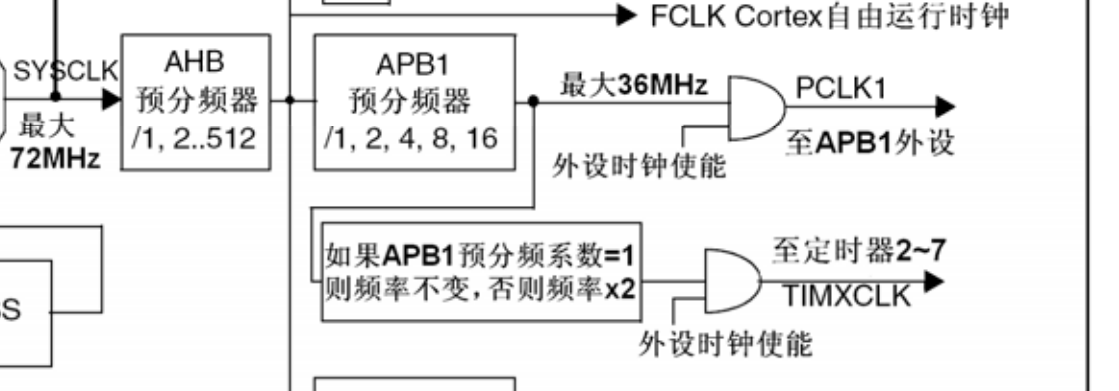 FCLK Cortex自由运行时钟
SYSCLK
最大
72MHz
AHB
预分频器
/1, 2..512
APB1
预分频器
/1, 2, 4, 8, 16
最大36MHz
外设时钟使能
PCLK1
至APB1外设
如果APB1预分频系数=1
则频率不变，否则频率x2
外设时钟使能
至定时器2~7
TIMXCLK
S